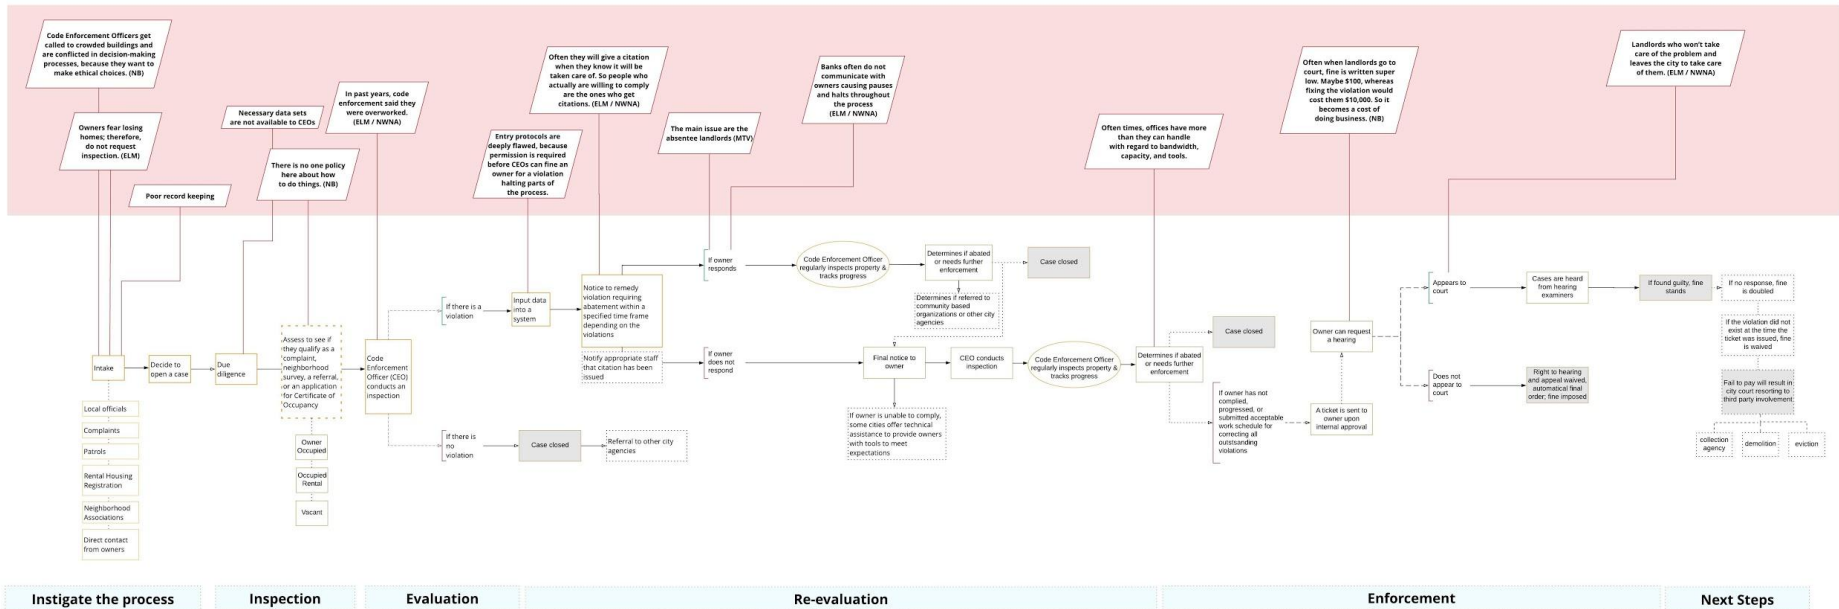 Code Enforcement Officers get
called to crowded buildings and
are conflicted in decision-making
processes, because they want to
make ethical choices. (NB)
Owners fear losing
homes; therefore,
do not request
inspection. (ELM)
Poor record keeping
Necessary data sets
are not available to CEOs
There is no one policy
here about how
to do things. (NB)
In past years, code
enforcement said they
were overworked.
(ELM / NWNA)
Entry protocols are
deeply flawed, because
permission is required
before CEOs can fine an
owner for a violation
halting parts of
the process.
Often they will give a citation
when they know it will be
taken care of. So people who
actually are willing to comply
are the ones who get
citations. (ELM / NWNA)
The main issue are the
absentee landlords (MTV)
Banks often do not
communicate with
owners causing pauses
and halts throughout
the process
(ELM / NWNA)
Often times, offices have more
than they can handle
with regard to bandwidth,
capacity, and tools.
Often when landlords go to
court, fine is written super
low. Maybe $100, whereas
fixing the violation would
cost them $10,000. So it
becomes a cost of
doing business. (NB)
Landlords who won't take
care of the problem and
leaves the city to take care
of them. (ELM / NWNA)
Intake
Local officials
Complaints
Patrols
Rental Housing
Registration
Neighborhood
Associations
Direct contact
from owners
Decide to
open a case
Due
diligence
Assess to see if
they qualify as a
complaint,
neighborhood
survey, a referral,
or an application
for Certificate of
Occupancy
Owner
Occupied
Occupied
Rental
Vacant
Code
Enforcement
Officer (CEO)
conducts an
inspection
If there is a
violation
Input data
into a
system
If there is
no
violation
Case closed
Referral to other city
agencies
Notice to remedy
violation requiring
abatement within a
specified time frame
depending on the
violations
Notify appropriate staff
that citation has been
issued
If owner
responds
Code Enforcement Officer
regularly inspects property &
tracks progress
Determines if abated
or needs further
enforcement
Case closed
Determines if referred to
community based
organizations or other city
agencies
If owner
does not
respond
Final notice to
owner
If owner is unable to comply,
some cities offer technical
assistance to provide owners
with tools to meet
expectations
CEO conducts
inspection
Code Enforcement Officer
regularly inspects property &
tracks progress
Determines if abated
or needs further
enforcement
Case closed
If owner has not
complied,
progressed, or
submitted acceptable
work schedule for
correcting all
outstsanding
violations
A ticket is sent to
owner upon
internal approval
Owner can request
a hearing
Appears to
court
Cases are heard
from hearing
examiners
If found guilty, fine
stands
If no response, fine
is doubled
If the violation did not
exist at the time the
ticket was issued, fine
is waived
Fail to pay will result in
city court resorting to
third party involvement
collection
agency
demolition
eviction
Does not
appear to
court
Right to hearing
and appeal waived,
automatical final
order; fine imposed
Instigate the process
Inspection
Evaluation
Re-evaluation
Enforcement
Next Steps